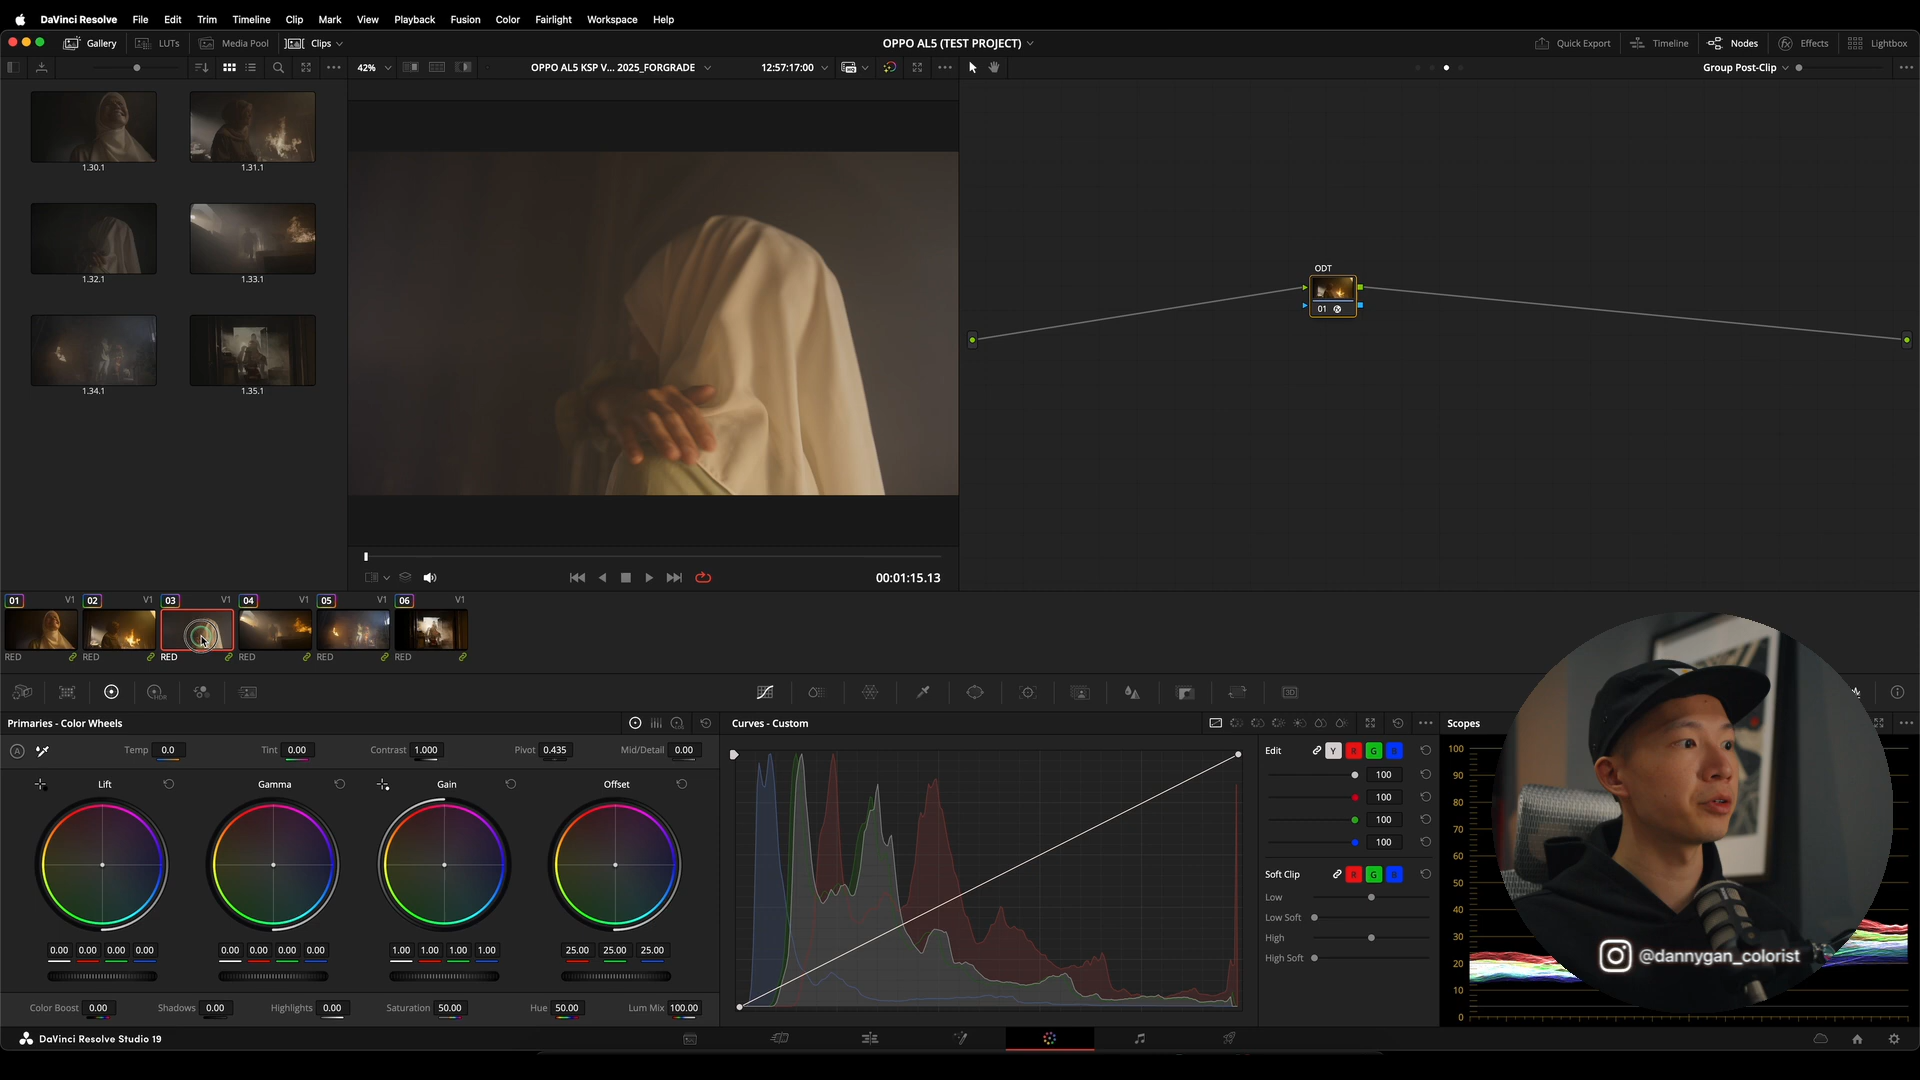 DaVinci Resolve File Edit Trim Timeline Clip Mark View Playback Fusion Color Fairlight Workspace Help
Gallery LUTs Media Pool Clips OPPO AL5 (TEST PROJECT) Quick Export Timeline Nodes Effects Lightbox
42% OPPO AL5 KSP V... 2025_FORGRADE 12:57:17:00 Group Post-Clip
1.30.1 1.31.1
1.32.1 1.33.1
1.34.1 1.35.1
ODT
01
00:01:15.13
01 V1 02 V1 03 V1 04 V1 05 V1 06 V1
RED RED RED RED RED RED
HDR
3D
Primaries - Color Wheels
Temp 0.0 Tint 0.00 Contrast 1.000 Pivot 0.435 Mid/Detail 0.00
Lift Gamma Gain Offset
0.00 0.00 0.00 0.00 0.00 0.00 0.00 0.00 1.00 1.00 1.00 1.00 25.00 25.00 25.00
Color Boost 0.00 Shadows 0.00 Highlights 0.00 Saturation 50.00 Hue 50.00 Lum Mix 100.00
Curves - Custom
Edit Y R G B
100
100
100
100
Soft Clip R G B
Low
Low Soft
High
High Soft
Scopes
100
90
80
70
60
50
40
30
20
10
0
@dannygan_colorist
DaVinci Resolve Studio 19